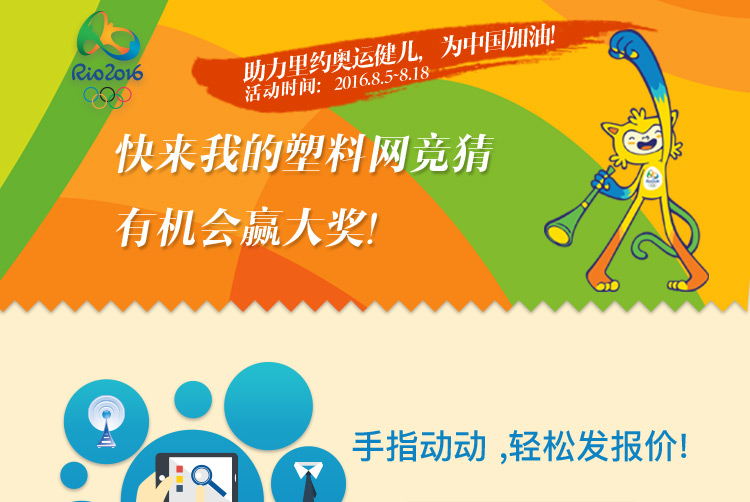 Rio2016
助力里约奥运健儿，为中国加油!
活动时间：2016.8.5-8.18
快来我的塑料网竞猜
有机会赢大奖!
手指动动 ,轻松发报价!